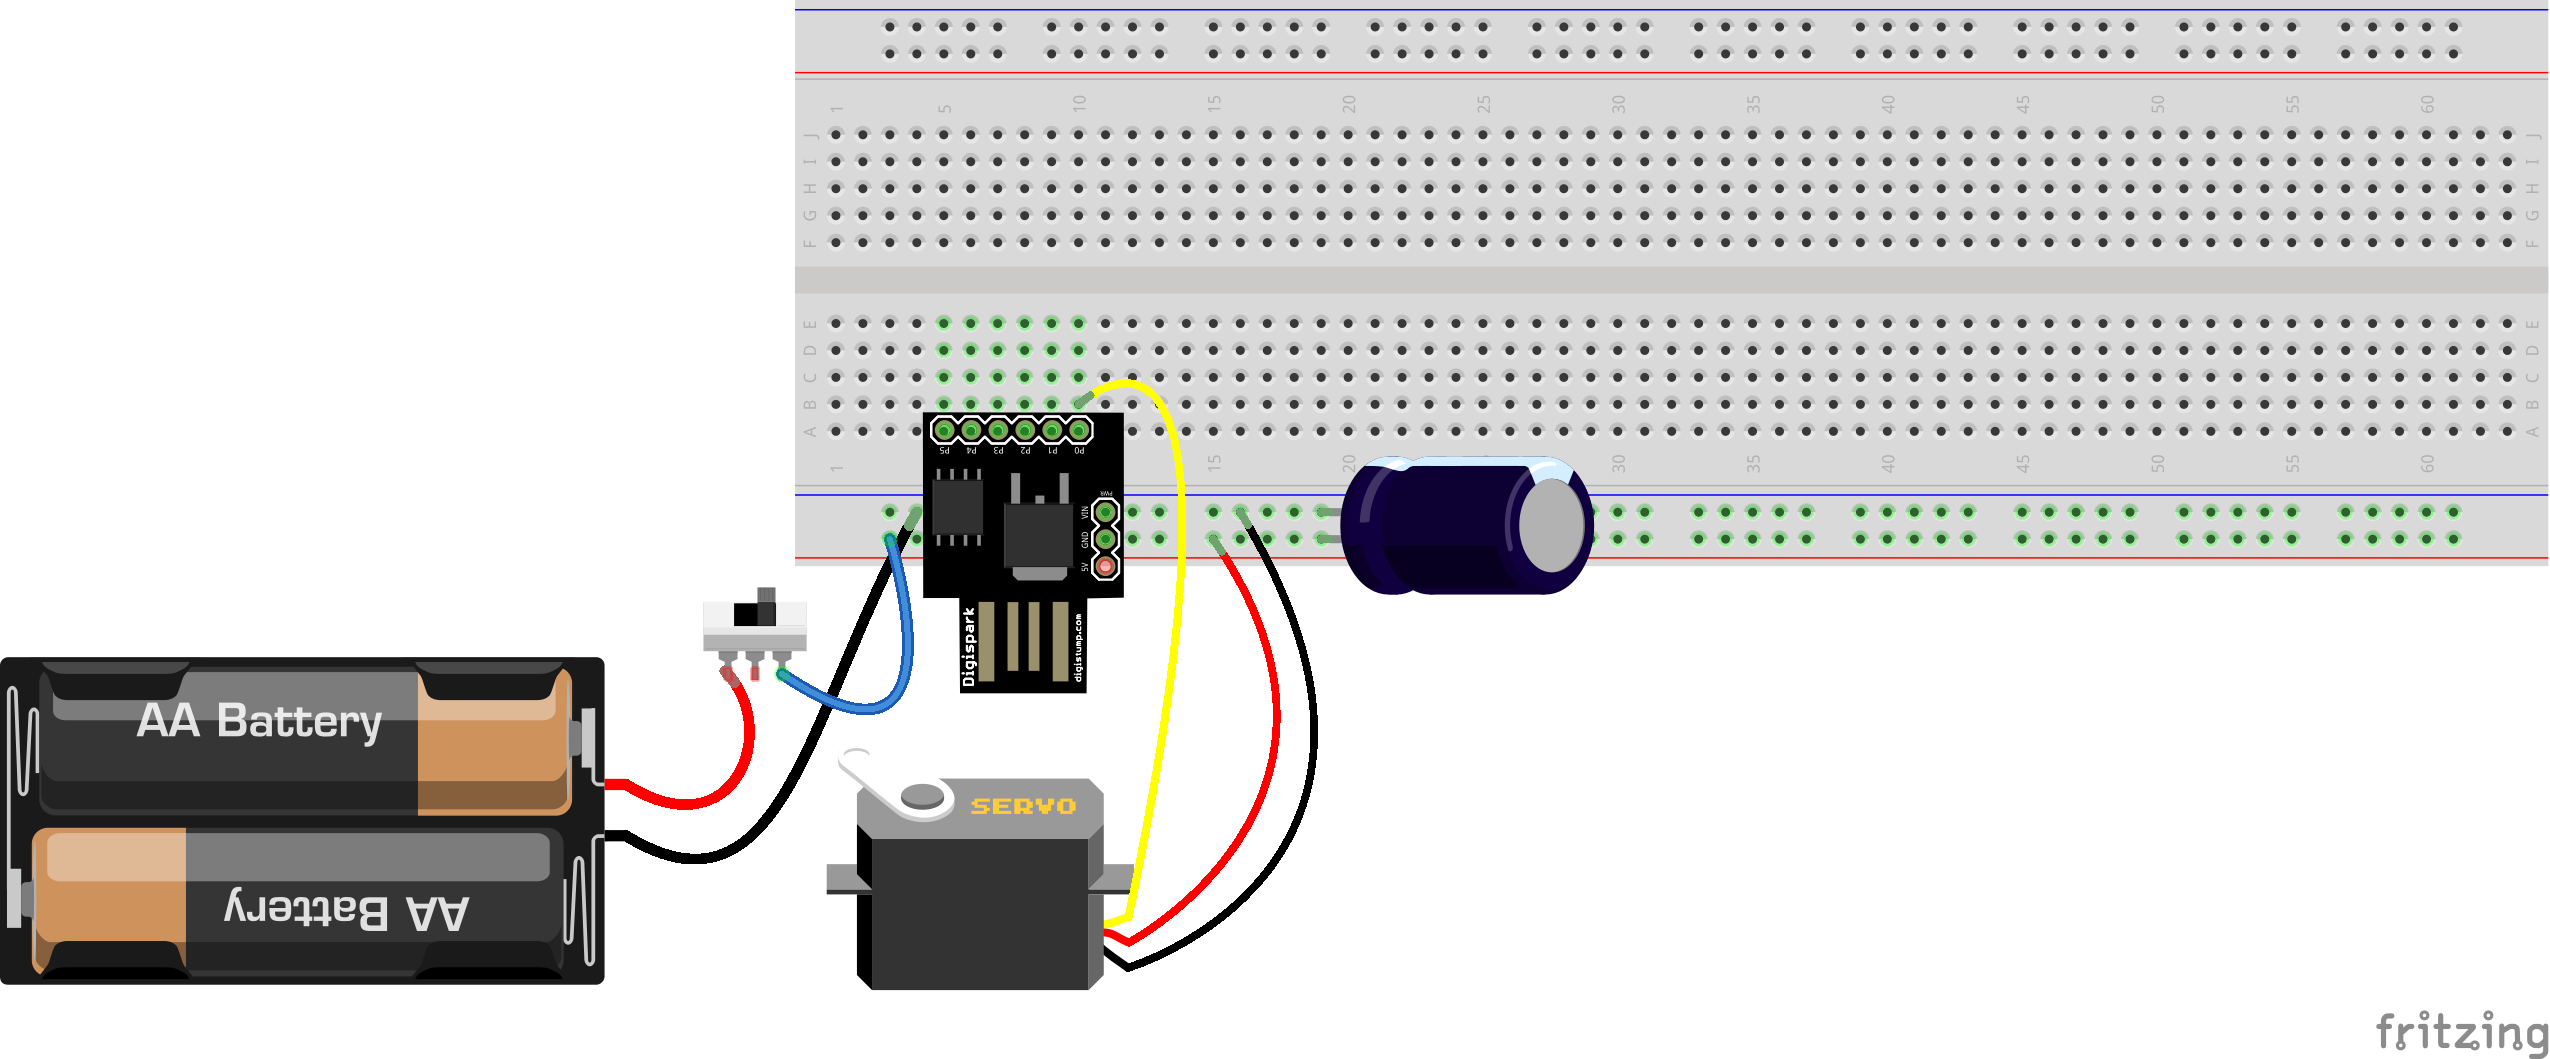 1 5 10 15 20 25 30 35 40 45 50 55 60
J J
I I
H H
G G
F F
E E
D D
C C
B B
A A
P5 P4 P3 P2 P1 P0
1 15 20 30 35 40 45 50 55 60
PWR
VIN
GND
5V
Digispark
digistump.com
AA Battery
SERVO
AA Battery
fritzing